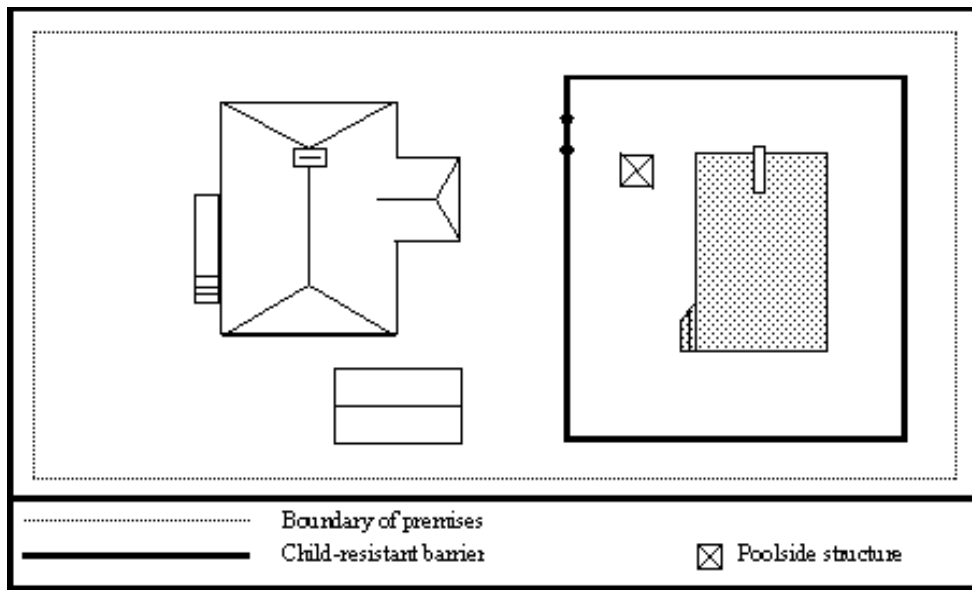 Boundary of premises
Child-resistant barrier
Poolside structure